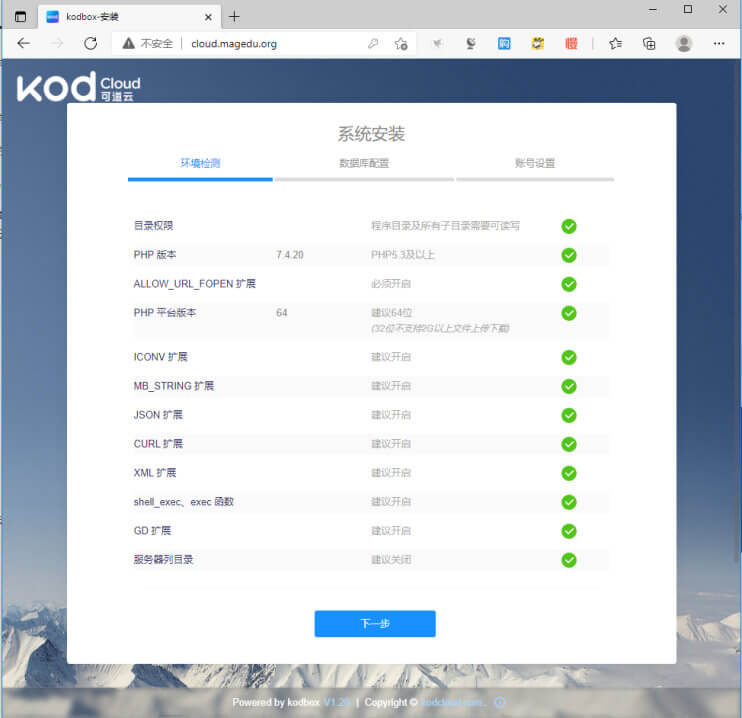 kodbox-安装
不安全 | cloud.magedu.org
kod Cloud
可道云
系统安装
环境检测 数据库配置 账号设置
目录权限 程序目录及所有子目录需要可读写
PHP 版本 7.4.20 PHP5.3及以上
ALLOW_URL_FOPEN 扩展 必须开启
PHP 平台版本 64 建议64位
(32位不支持2G以上文件上传下载)
ICONV 扩展 建议开启
MB_STRING 扩展 建议开启
JSON 扩展 建议开启
CURL 扩展 建议开启
XML 扩展 建议开启
shell_exec、exec 函数 建议开启
GD 扩展 建议开启
服务器列目录 建议关闭
下一步
Powered by kodbox V1.20 | Copyright © kodcloud.com.